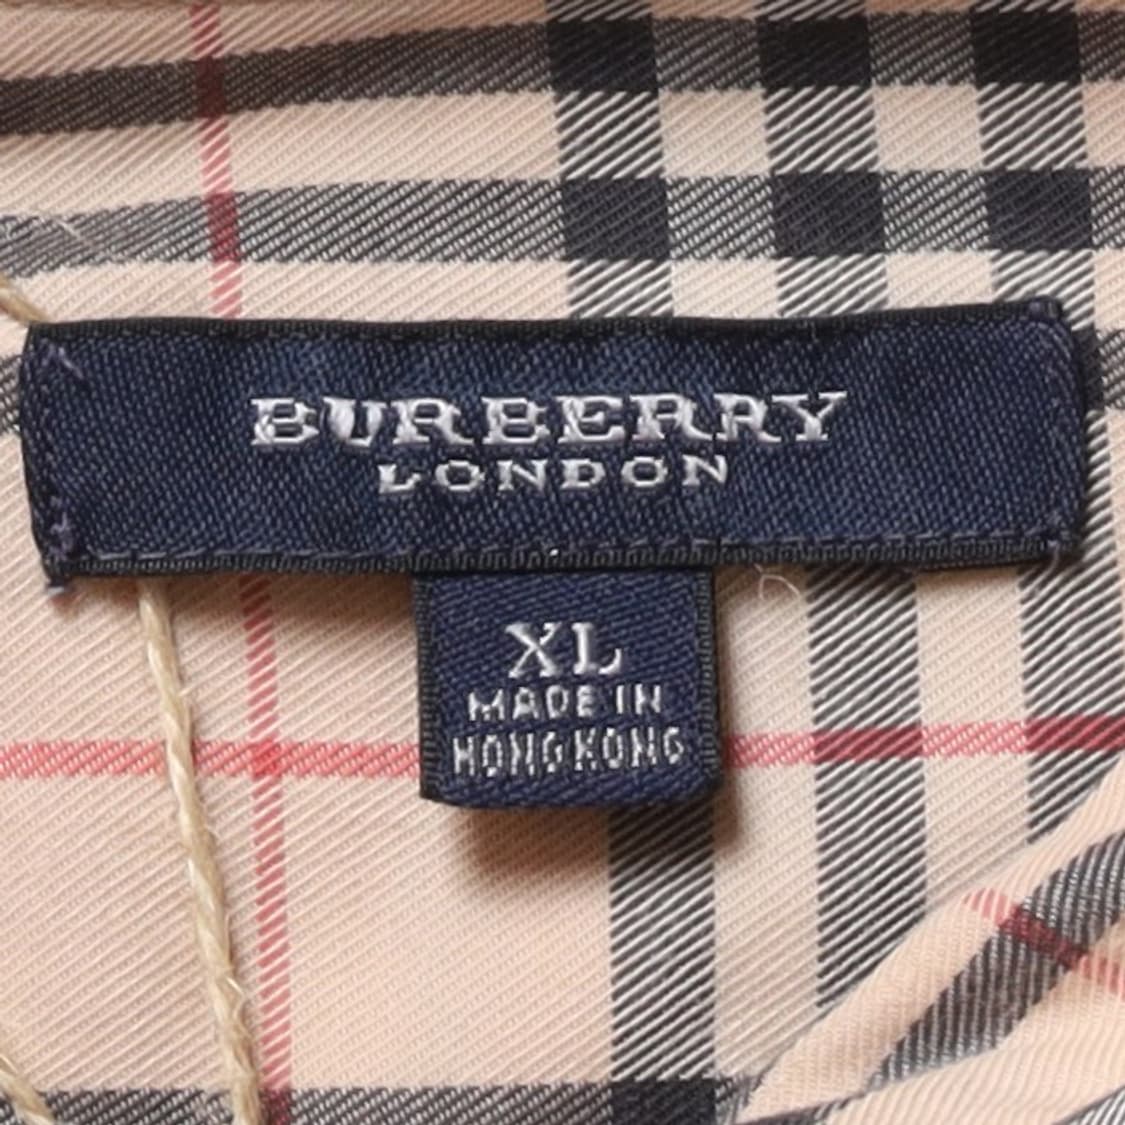 BURBERRY
LONDON
XL
MADE IN
HONG KONG